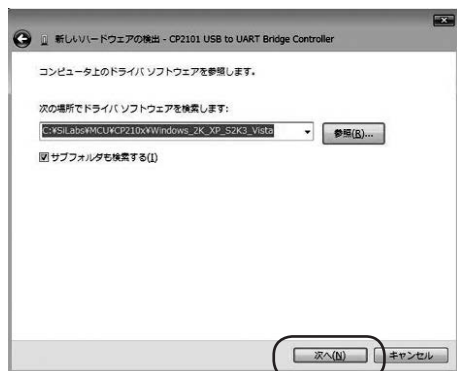 新しいハードウェアの検出 - CP2101 USB to UART Bridge Controller
コンピュータ上のドライバ ソフトウェアを参照します。
次の場所でドライバ ソフトウェアを検索します:
C:¥SiLabs¥MCU¥CP210x¥Windows_2K_XP_S2K3_Vista
参照(R)...
サブフォルダも検索する(I)
次へ(N)
キャンセル